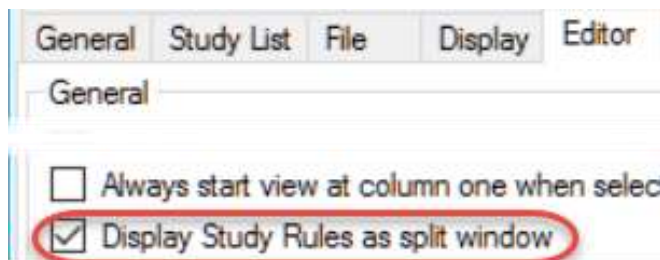 General Study List File Display Editor
General
Always start view at column one when selec
Display Study Rules as split window